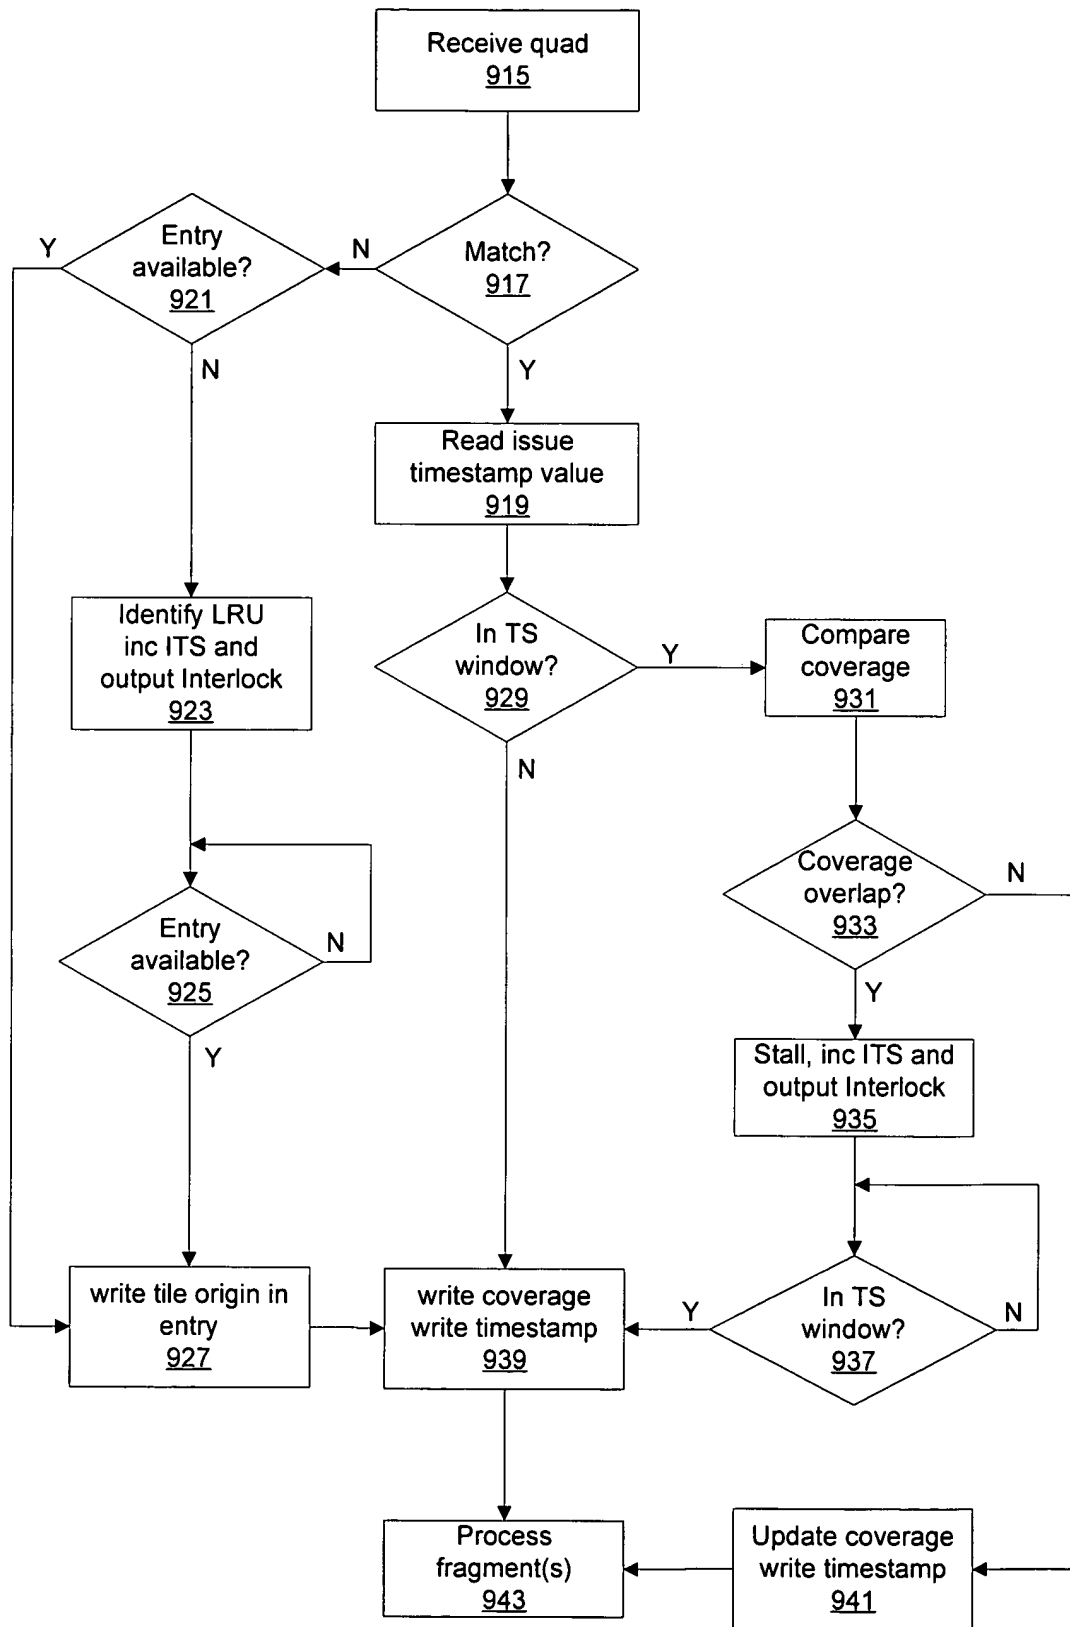 Receive quad
915
Entry
available?
921
Y
N
Match?
917
N
Y
Read issue
timestamp value
919
Identify LRU
inc ITS and
output Interlock
923
In TS
window?
929
Y
N
Compare
coverage
931
Coverage
overlap?
933
N
Y
Entry
available?
925
N
Y
Stall, inc ITS and
output Interlock
935
write tile origin in
entry
927
write coverage
write timestamp
939
Y
In TS
window?
937
N
Process
fragment(s)
943
Update coverage
write timestamp
941